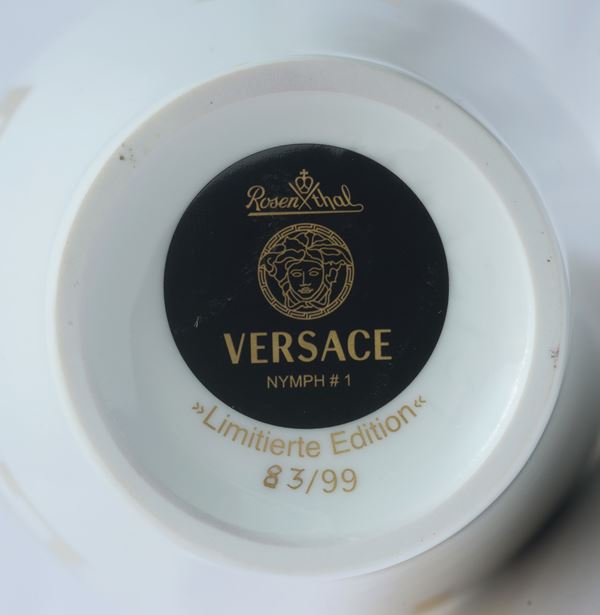 Rosenthal
VERSACE
NYMPH # 1
»Limitierte Edition«
83/99